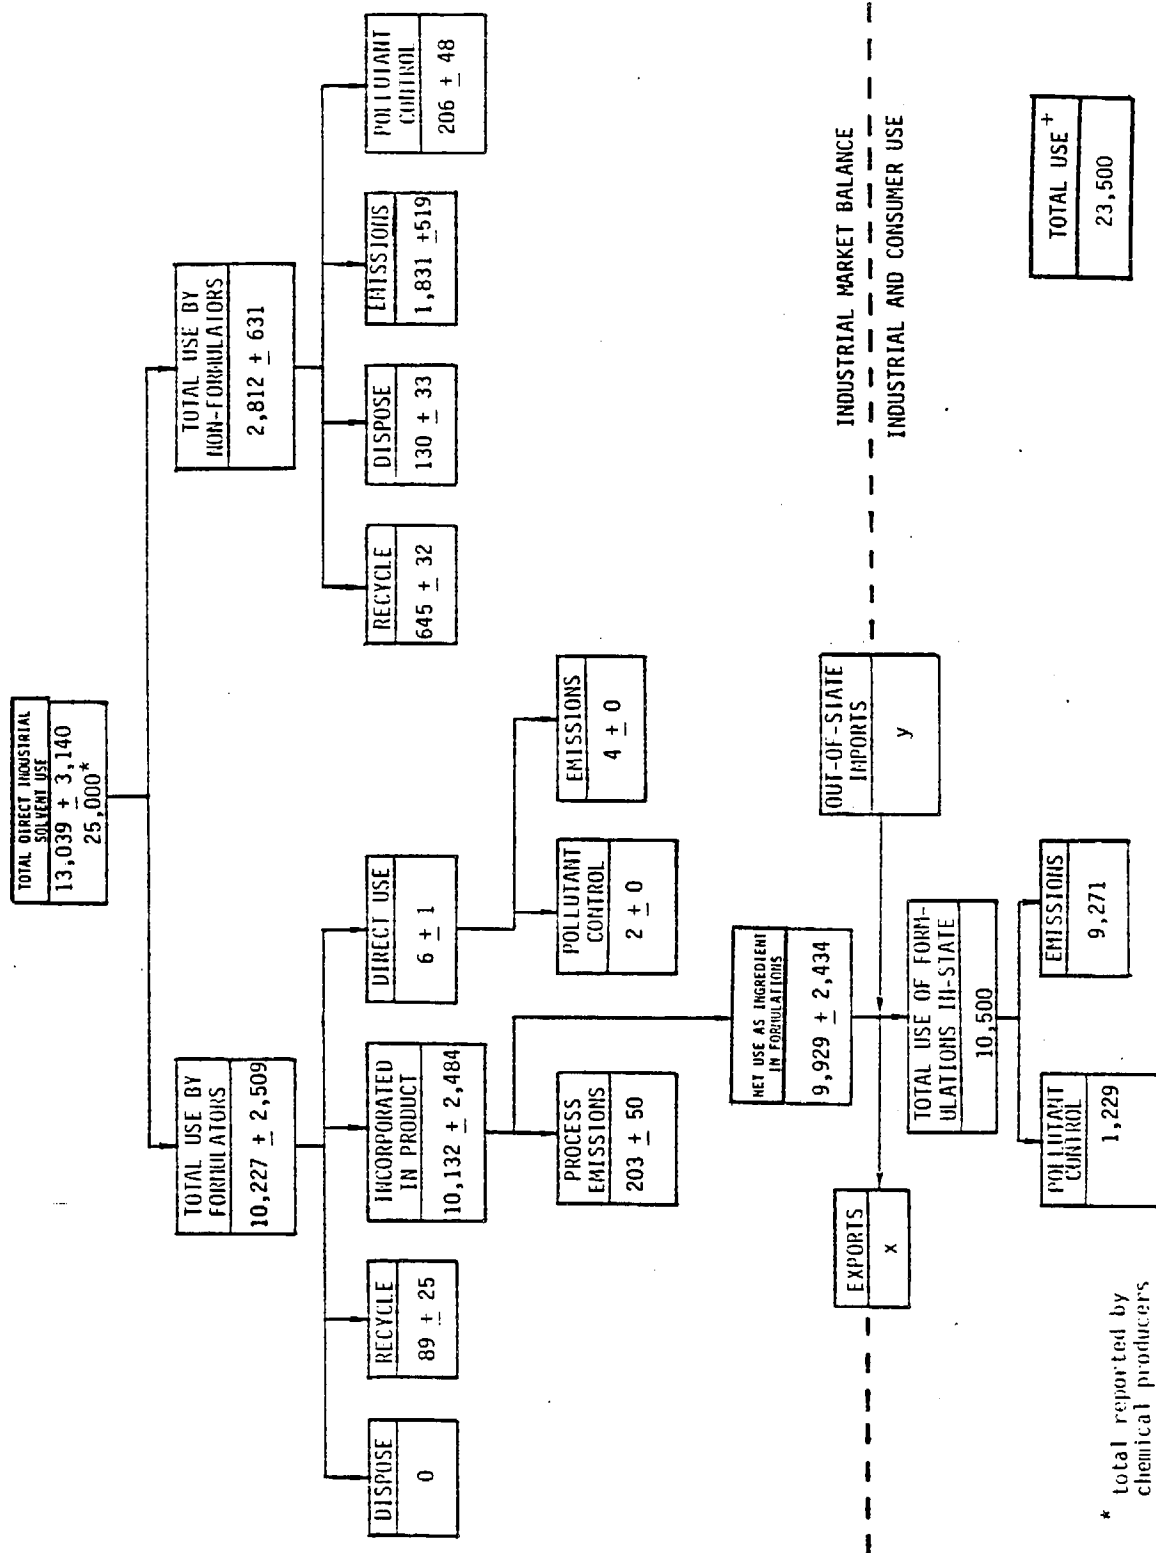 TOTAL DIRECT INDUSTRIAL
SOLVENT USE
13,039 ± 3,140
25,000*
TOTAL USE BY
FORMULATORS
10,227 ± 2,509
TOTAL USE BY
NON-FORMULATORS
2,812 ± 631
DISPOSE
0
RECYCLE
89 ± 25
INCORPORATED
IN PRODUCT
10,132 ± 2,484
DIRECT USE
6 ± 1
RECYCLE
645 ± 32
DISPOSE
130 ± 33
EMISSIONS
1,831 ±519
POLLUTANT
CONTROL
206 ± 48
PROCESS
EMISSIONS
203 ± 50
POLLUTANT
CONTROL
2 ± 0
EMISSIONS
4 ± 0
NET USE AS INGREDIENT
IN FORMULATIONS
9,929 ± 2,434
EXPORTS
x
OUT-OF-STATE
IMPORTS
y
INDUSTRIAL MARKET BALANCE
INDUSTRIAL AND CONSUMER USE
TOTAL USE OF FORM-
ULATIONS IN-STATE
10,500
POLLUTANT
CONTROL
1,229
EMISSIONS
9,271
TOTAL USE+
23,500
* total reported by
chemical producers